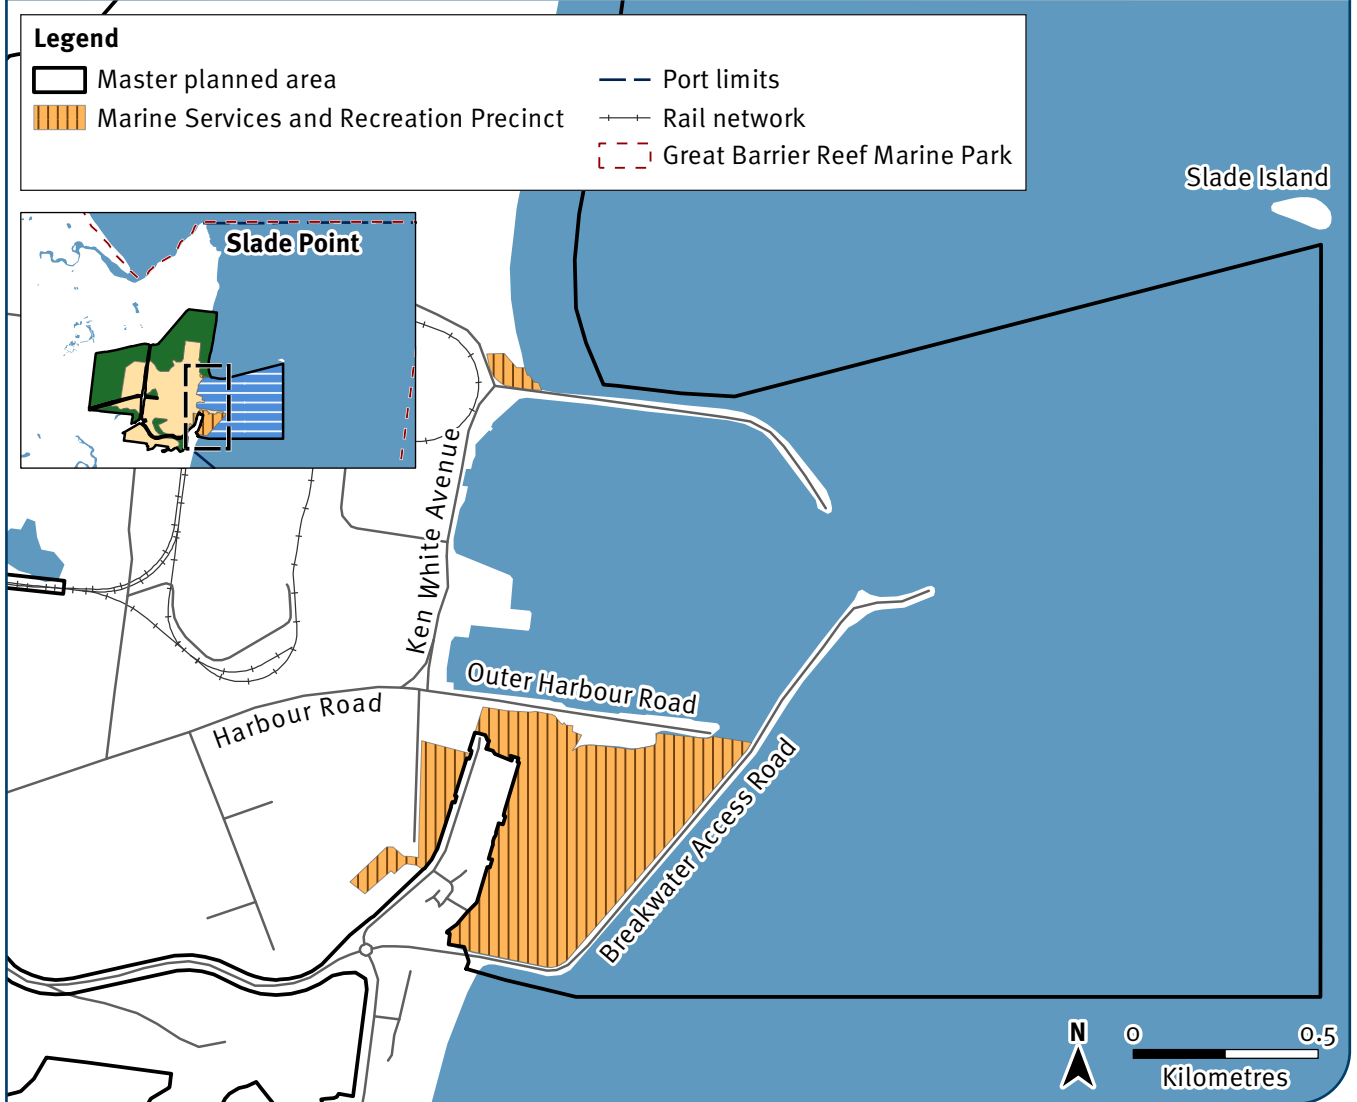 Legend
Master planned area
Marine Services and Recreation Precinct
Port limits
Rail network
Great Barrier Reef Marine Park
Slade Island
Slade Point
Ken White Avenue
Outer Harbour Road
Harbour Road
Breakwater Access Road
N
0 0.5
Kilometres